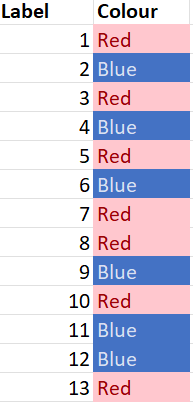 Label Colour
1 Red
2 Blue
3 Red
4 Blue
5 Red
6 Blue
7 Red
8 Red
9 Blue
10 Red
11 Blue
12 Blue
13 Red